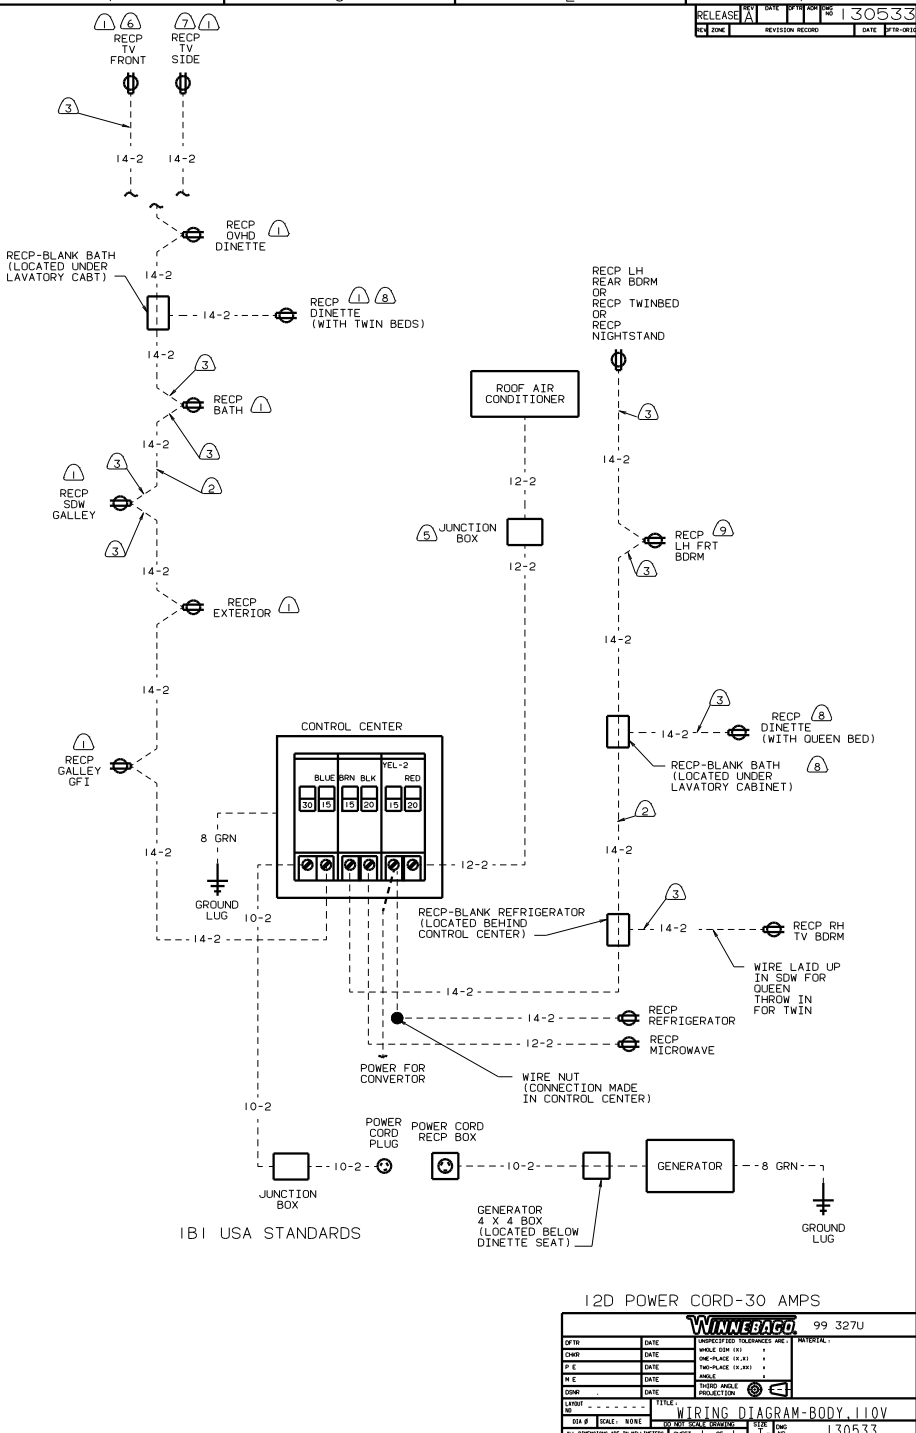 RELEASE
REV A
DATE
DFTR
ADM
DWG NO
130533
REV
ZONE
REVISION RECORD
DATE
DFTR-ORIG
1
6
7
1
RECP
TV
FRONT
RECP
TV
SIDE
3
14-2
14-2
RECP
OVHD
DINETTE
1
RECP-BLANK BATH
(LOCATED UNDER
LAVATORY CABT)
14-2
14-2
RECP
DINETTE
(WITH TWIN BEDS)
1
8
14-2
3
RECP
BATH
1
3
14-2
3
2
1
RECP
SDW
GALLEY
3
14-2
RECP
EXTERIOR
1
14-2
1
RECP
GALLEY
GFI
14-2
14-2
RECP LH
REAR BDRM
OR
RECP TWINBED
OR
RECP
NIGHTSTAND
3
14-2
ROOF AIR
CONDITIONER
12-2
5
JUNCTION
BOX
12-2
RECP
LH FRT
BDRM
9
3
14-2
3
14-2
RECP
DINETTE
(WITH QUEEN BED)
8
RECP-BLANK BATH
(LOCATED UNDER
LAVATORY CABINET)
8
2
14-2
CONTROL CENTER
YEL-2
BLUE
BRN
BLK
RED
30
15
15
20
15
20
8 GRN
GROUND
LUG
12-2
10-2
RECP-BLANK REFRIGERATOR
(LOCATED BEHIND
CONTROL CENTER)
3
14-2
RECP RH
TV BDRM
WIRE LAID UP
IN SDW FOR
QUEEN
THROW IN
FOR TWIN
14-2
14-2
RECP
REFRIGERATOR
12-2
RECP
MICROWAVE
POWER FOR
CONVERTOR
WIRE NUT
(CONNECTION MADE
IN CONTROL CENTER)
10-2
POWER
CORD
PLUG
POWER CORD
RECP BOX
10-2
JUNCTION
BOX
10-2
GENERATOR
8 GRN
GENERATOR
4 X 4 BOX
(LOCATED BELOW
DINETTE SEAT)
GROUND
LUG
1B1 USA STANDARDS
12D POWER CORD-30 AMPS
WINNEBAGO.
99 327U
DFTR
DATE
CHKR
DATE
P E
DATE
M E
DATE
DSNR
DATE
UNSPECIFIED TOLERANCES ARE:
WHOLE DIM (X)
ONE-PLACE (X.X)
TWO-PLACE (X.XX)
ANGLE
MATERIAL:
THIRD ANGLE
PROJECTION
LAYOUT
NO
TITLE:
WIRING DIAGRAM-BODY,110V
DIA Ø
SCALE: NONE
DO NOT SCALE DRAWING
SIZE
DWG
130533